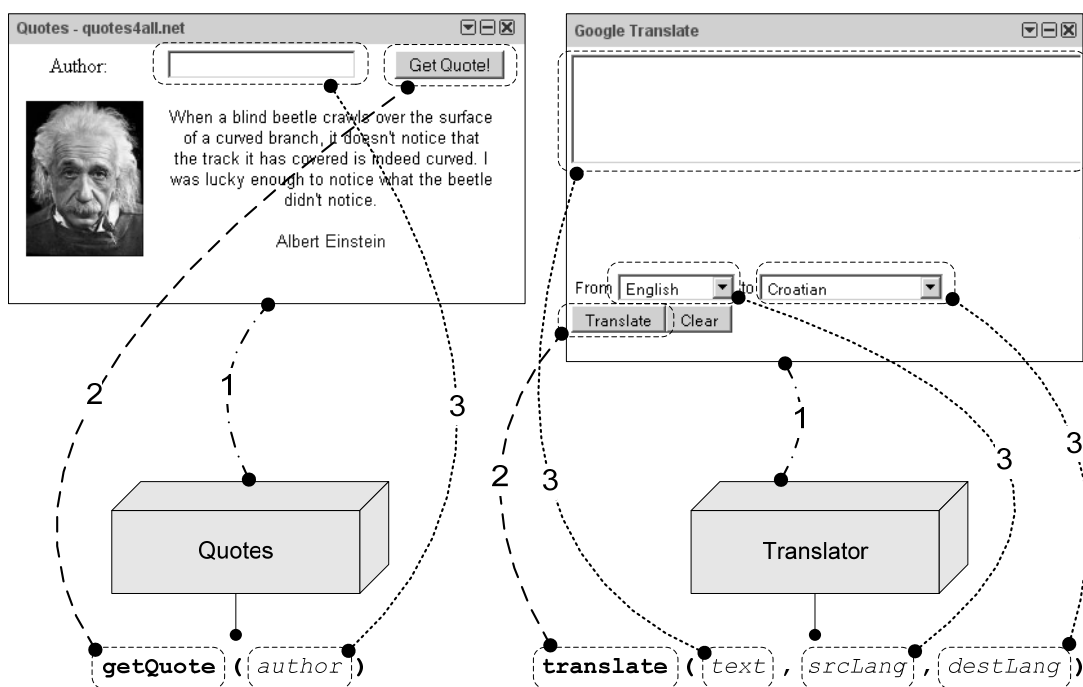 Quotes - quotes4all.net
Author:
Get Quote!
When a blind beetle crawls over the surface
of a curved branch, it doesn't notice that
the track it has covered is indeed curved. I
was lucky enough to notice what the beetle
didn't notice.
Albert Einstein
Google Translate
From English to Croatian
Translate Clear
2
1
3
2
3
1
3
3
Quotes
Translator
getQuote (author)
translate (text, srcLang, destLang)